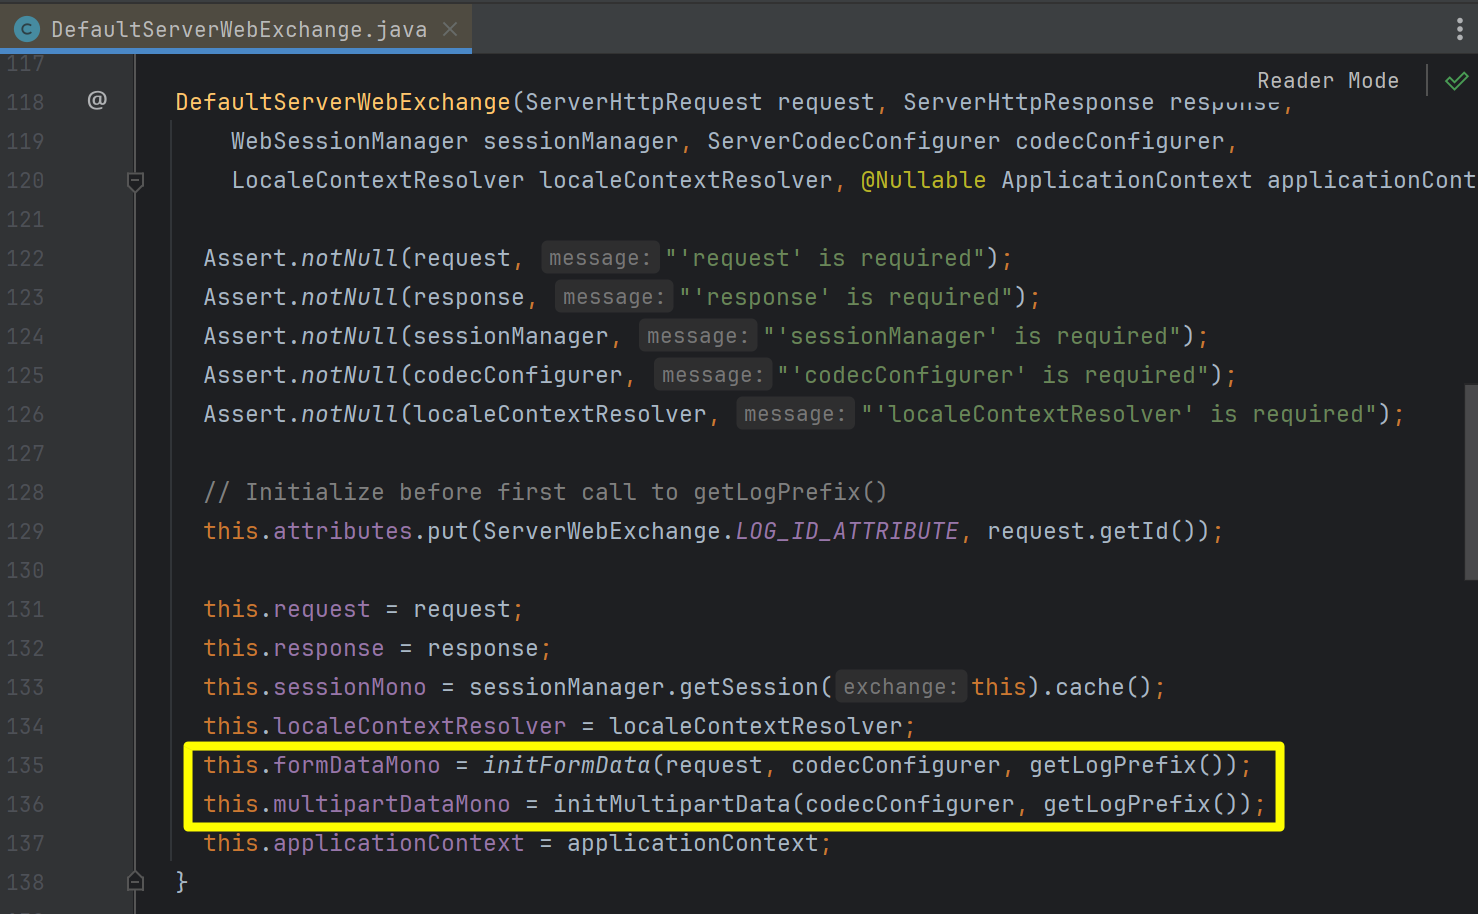 DefaultServerWebExchange.java
Reader Mode
117
118 @ DefaultServerWebExchange(ServerHttpRequest request, ServerHttpResponse response,
119 WebSessionManager sessionManager, ServerCodecConfigurer codecConfigurer,
120 LocaleContextResolver localeContextResolver, @Nullable ApplicationContext applicationCont
121
122 Assert.notNull(request, message: "'request' is required");
123 Assert.notNull(response, message: "'response' is required");
124 Assert.notNull(sessionManager, message: "'sessionManager' is required");
125 Assert.notNull(codecConfigurer, message: "'codecConfigurer' is required");
126 Assert.notNull(localeContextResolver, message: "'localeContextResolver' is required");
127
128 // Initialize before first call to getLogPrefix()
129 this.attributes.put(ServerWebExchange.LOG_ID_ATTRIBUTE, request.getId());
130
131 this.request = request;
132 this.response = response;
133 this.sessionMono = sessionManager.getSession( exchange: this).cache();
134 this.localeContextResolver = localeContextResolver;
135 this.formDataMono = initFormData(request, codecConfigurer, getLogPrefix());
136 this.multipartDataMono = initMultipartData(codecConfigurer, getLogPrefix());
137 this.applicationContext = applicationContext;
138 }